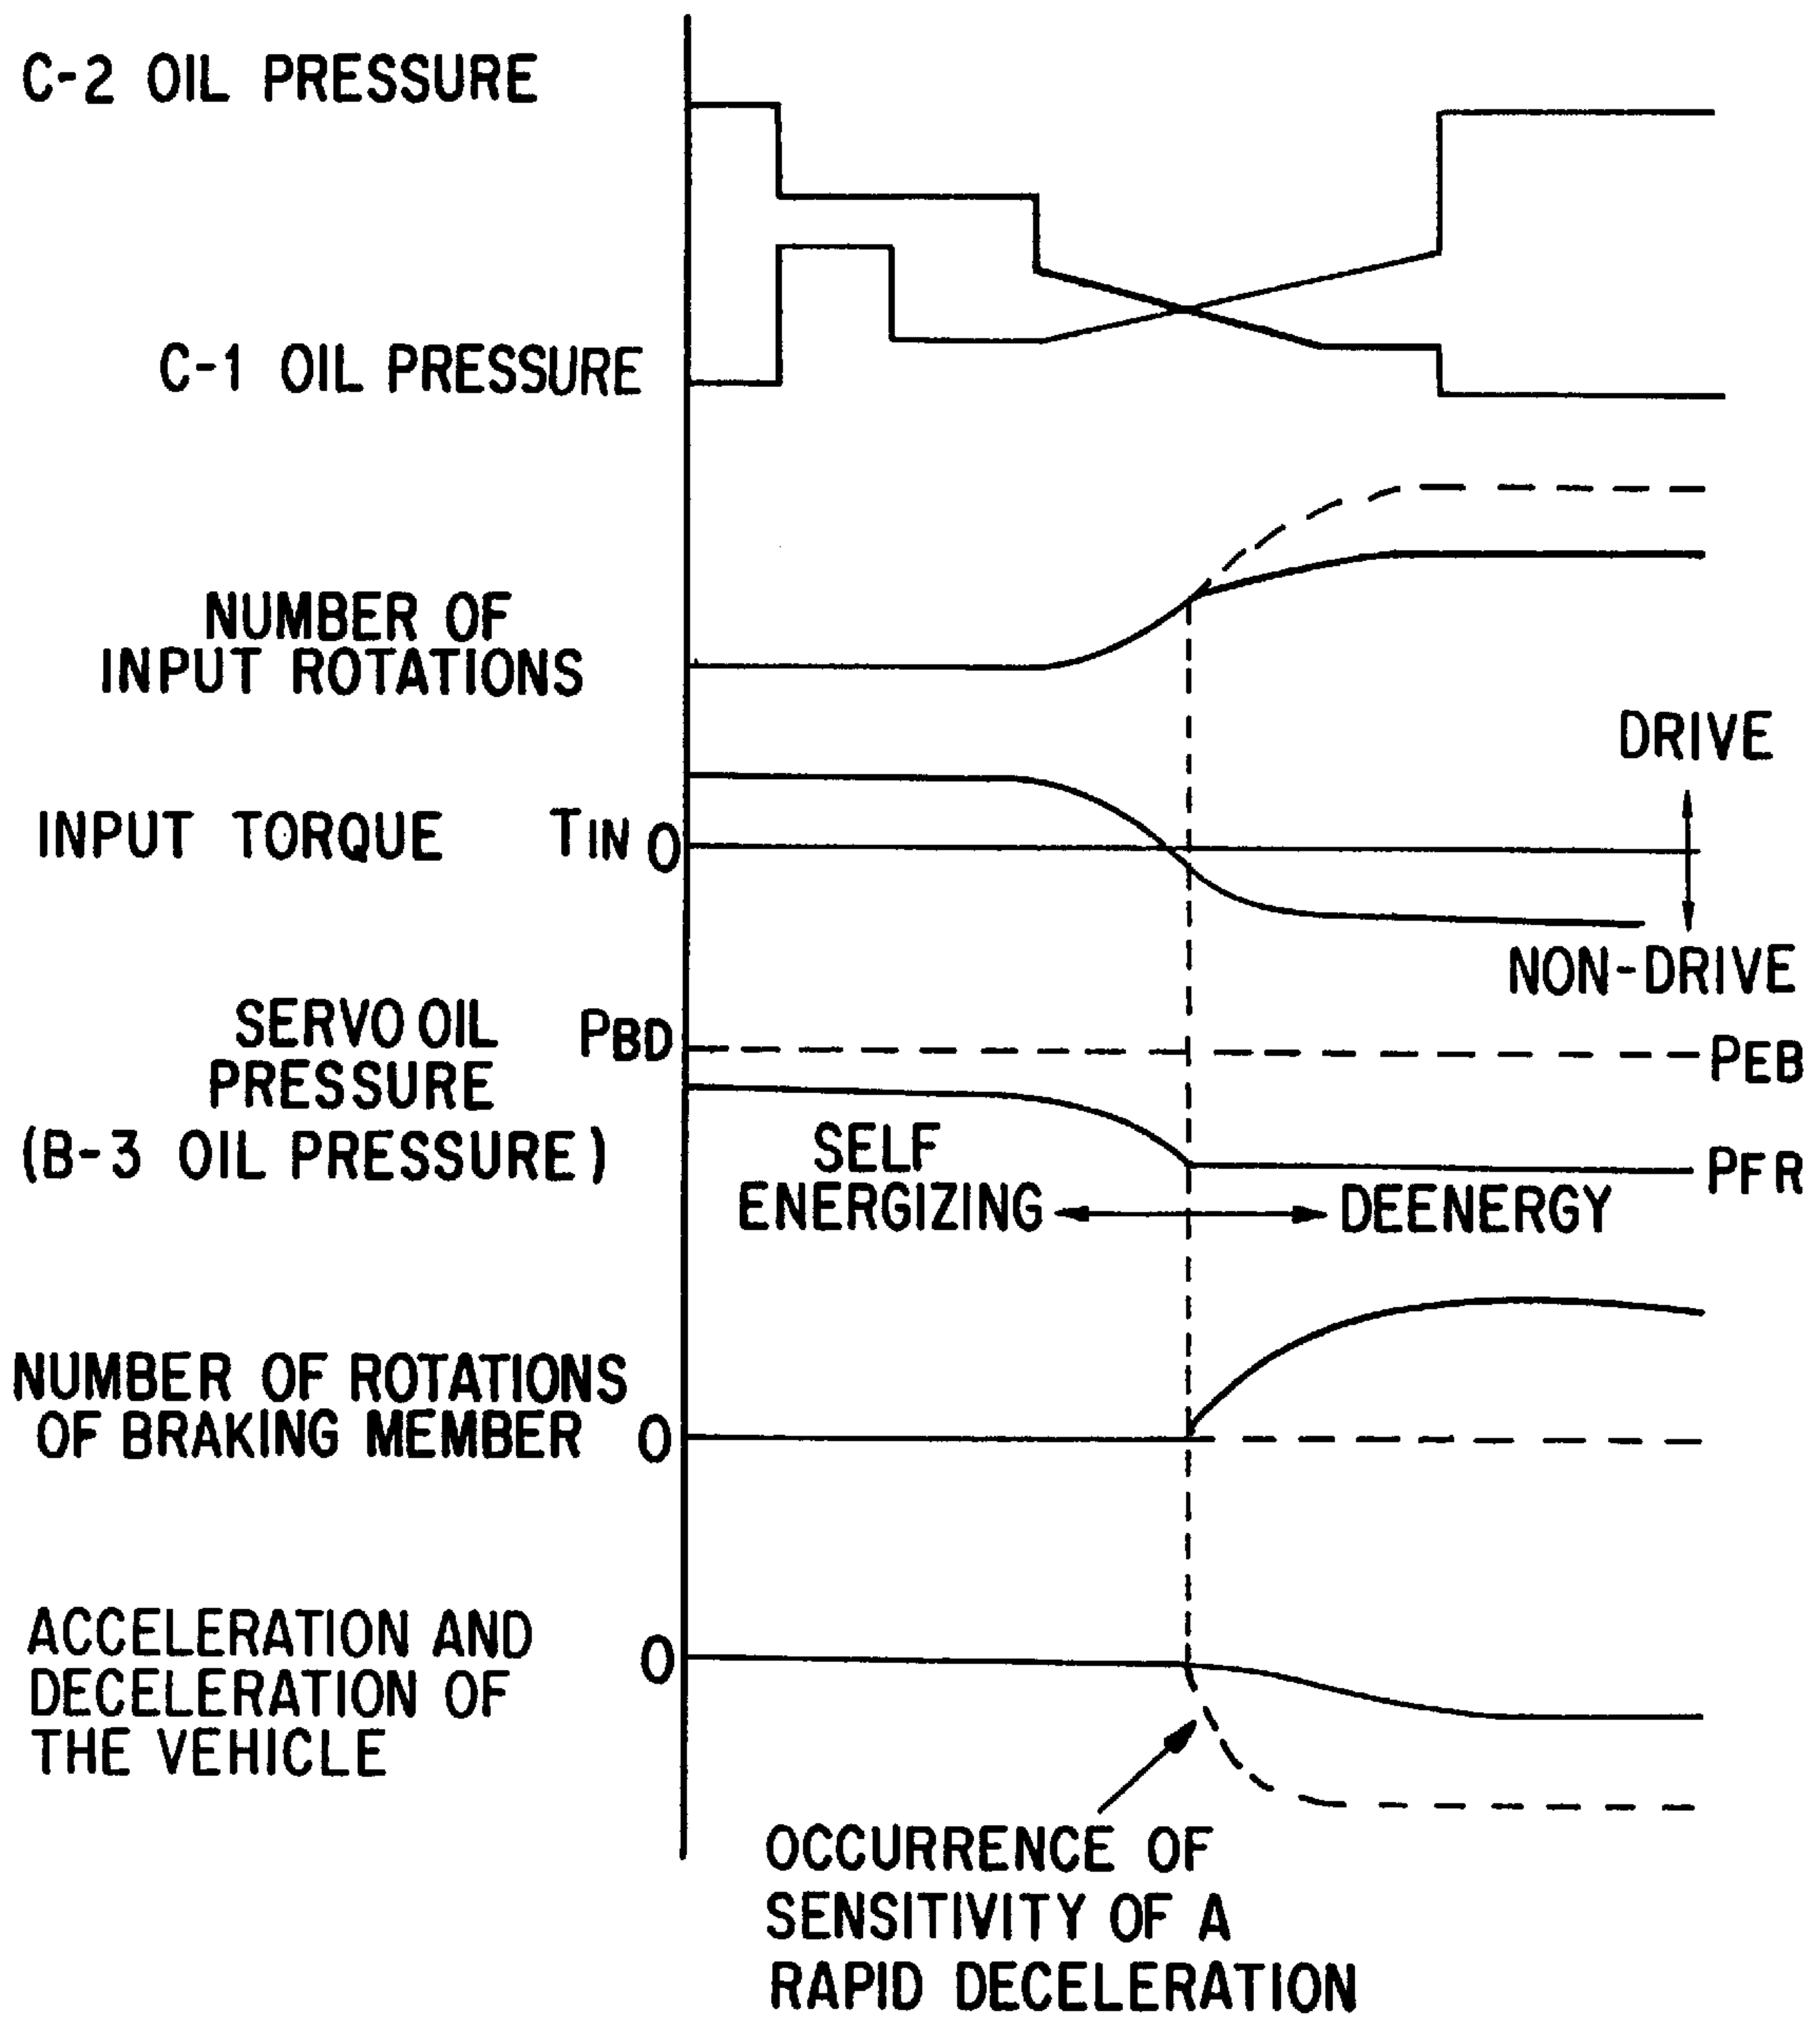 C-2 OIL PRESSURE
C-1 OIL PRESSURE
NUMBER OF
INPUT ROTATIONS
DRIVE
INPUT TORQUE TIN 0
NON-DRIVE
SERVO OIL
PRESSURE
(B-3 OIL PRESSURE)
PBD
PEB
SELF
ENERGIZING
DEENERGY
PFR
NUMBER OF ROTATIONS
OF BRAKING MEMBER 0
ACCELERATION AND
DECELERATION OF
THE VEHICLE
0
OCCURRENCE OF
SENSITIVITY OF A
RAPID DECELERATION